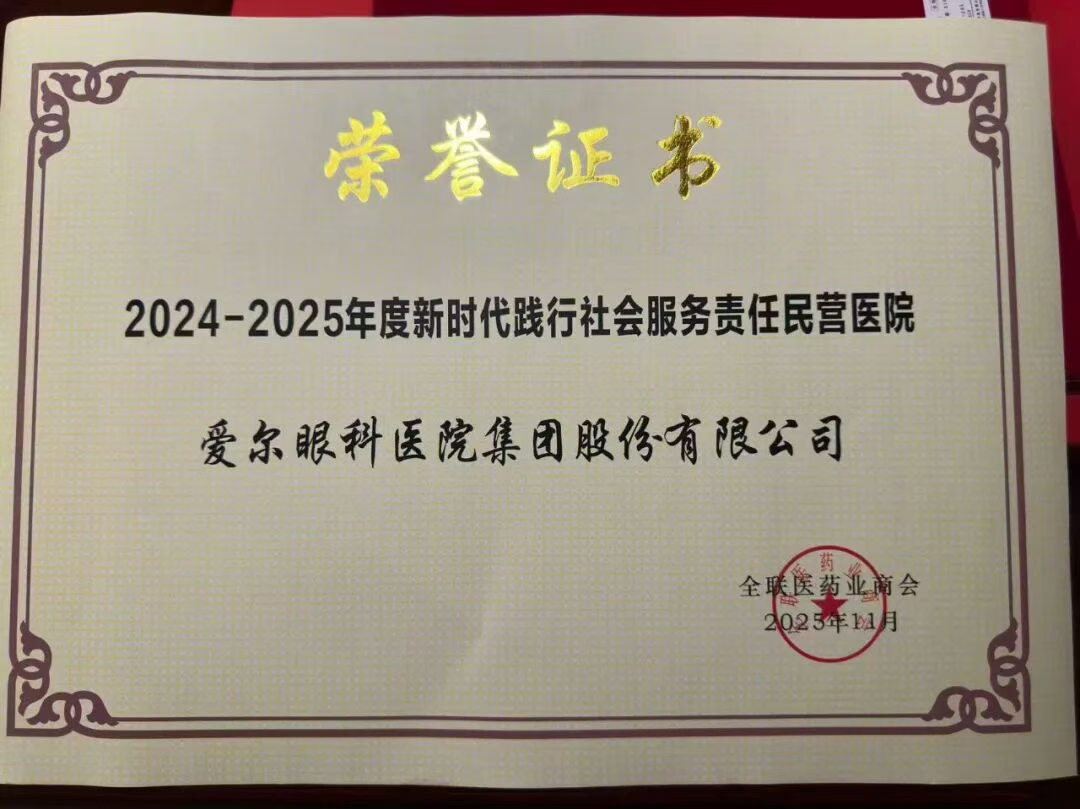 荣誉证书
2024-2025年度新时代践行社会服务责任民营医院
爱尔眼科医院集团股份有限公司
全联医药业商会
2025年11月